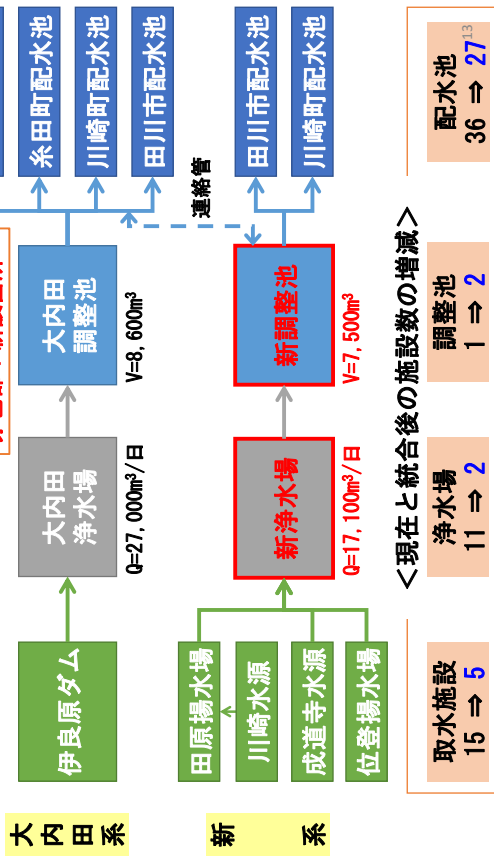 大内田系
伊良原ダム
大内田
浄水場
Q=27,000m³/日
大内田
調整池
V=8,600m³
糸田町配水池
川崎町配水池
田川市配水池
連絡管
新系
田原揚水場
川崎水源
成道寺水源
位登揚水場
新浄水場
Q=17,100m³/日
新調整池
V=7,500m³
田川市配水池
川崎町配水池
＜現在と統合後の施設数の増減＞
取水施設
15 ⇒ 5
浄水場
11 ⇒ 2
調整池
1 ⇒ 2
配水池
36 ⇒ 27
13